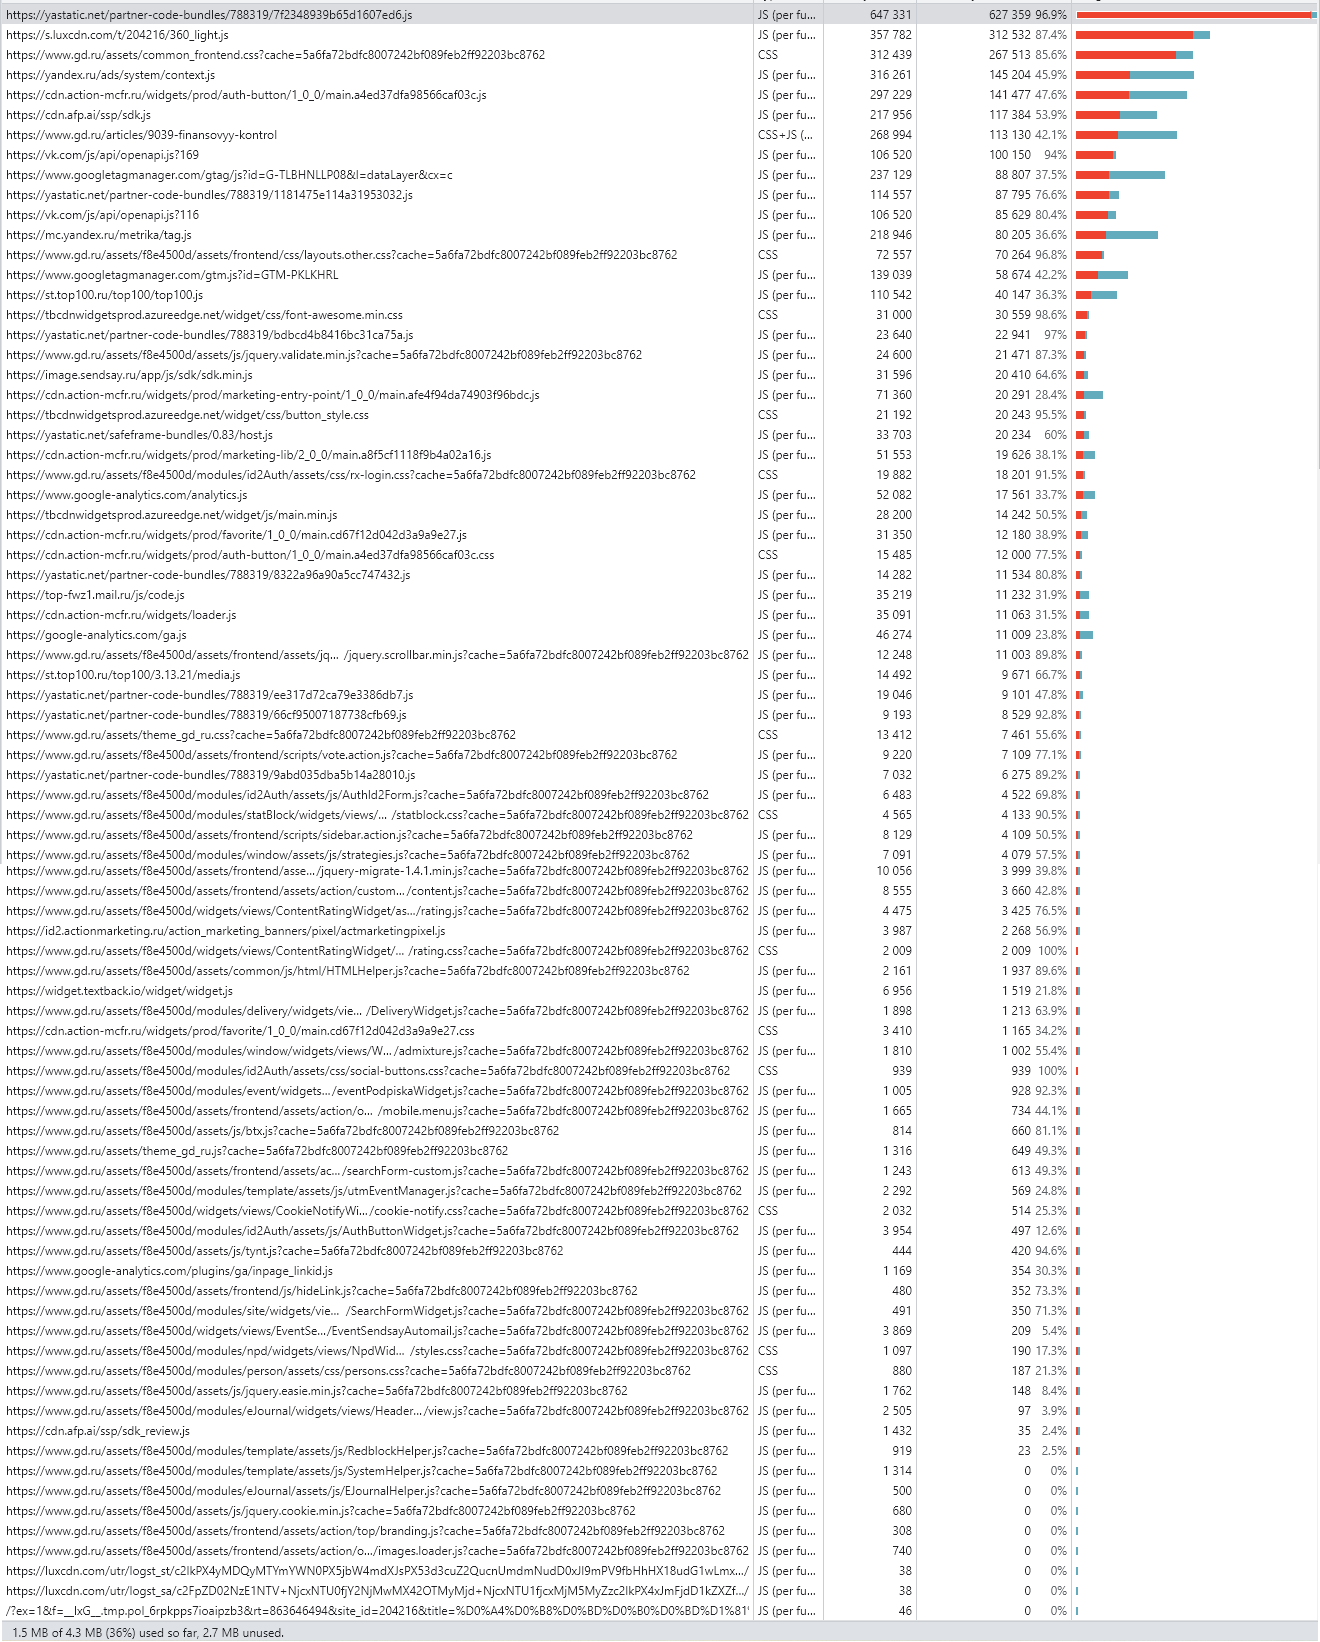 https://yastatic.net/partner-code-bundles/788319/7f2348939b65d1607ed6.js JS (per fu... 647 331 627 359 96.9%
https://s.luxcdn.com/t/204216/360_light.js JS (per fu... 357 782 312 532 87.4%
https://www.gd.ru/assets/common_frontend.css?cache=5a6fa72bdfc8007242bf089feb2ff92203bc8762 CSS 312 439 267 513 85.6%
https://yandex.ru/ads/system/context.js JS (per fu... 316 261 145 204 45.9%
https://cdn.action-mcfr.ru/widgets/prod/auth-button/1_0_0/main.a4ed37dfa98566caf03c.js JS (per fu... 297 229 141 477 47.6%
https://cdn.afp.ai/ssp/sdk.js JS (per fu... 217 956 117 384 53.9%
https://www.gd.ru/articles/9039-finansovyy-kontrol CSS+JS (... 268 994 113 130 42.1%
https://vk.com/js/api/openapi.js?169 JS (per fu... 106 520 100 150 94%
https://www.googletagmanager.com/gtag/js?id=G-TLBHNLLP08&l=dataLayer&cx=c JS (per fu... 237 129 88 807 37.5%
https://yastatic.net/partner-code-bundles/788319/1181475e114a31953032.js JS (per fu... 114 557 87 795 76.6%
https://vk.com/js/api/openapi.js?116 JS (per fu... 106 520 85 629 80.4%
https://mc.yandex.ru/metrika/tag.js JS (per fu... 218 946 80 205 36.6%
https://www.gd.ru/assets/f8e4500d/assets/frontend/css/layouts.other.css?cache=5a6fa72bdfc8007242bf089feb2ff92203bc8762 CSS 72 557 70 264 96.8%
https://www.googletagmanager.com/gtm.js?id=GTM-PKLKHRL JS (per fu... 139 039 58 674 42.2%
https://st.top100.ru/top100/top100.js JS (per fu... 110 542 40 147 36.3%
https://tbcdnwidgetsprod.azureedge.net/widget/css/font-awesome.min.css CSS 31 000 30 559 98.6%
https://yastatic.net/partner-code-bundles/788319/bdbcd4b8416bc31ca75a.js JS (per fu... 23 640 22 941 97%
https://www.gd.ru/assets/f8e4500d/assets/js/jquery.validate.min.js?cache=5a6fa72bdfc8007242bf089feb2ff92203bc8762 JS (per fu... 24 600 21 471 87.3%
https://image.sendsay.ru/app/js/sdk/sdk.min.js JS (per fu... 31 596 20 410 64.6%
https://cdn.action-mcfr.ru/widgets/prod/marketing-entry-point/1_0_0/main.afe4f94da74903f96bdc.js JS (per fu... 71 360 20 291 28.4%
https://tbcdnwidgetsprod.azureedge.net/widget/css/button_style.css CSS 21 192 20 243 95.5%
https://yastatic.net/safeframe-bundles/0.83/host.js JS (per fu... 33 703 20 234 60%
https://cdn.action-mcfr.ru/widgets/prod/marketing-lib/2_0_0/main.a8f5cf1118f9b4a02a16.js JS (per fu... 51 553 19 626 38.1%
https://www.gd.ru/assets/f8e4500d/modules/id2Auth/assets/css/rx-login.css?cache=5a6fa72bdfc8007242bf089feb2ff92203bc8762 CSS 19 882 18 201 91.5%
https://www.google-analytics.com/analytics.js JS (per fu... 52 082 17 561 33.7%
https://tbcdnwidgetsprod.azureedge.net/widget/js/main.min.js JS (per fu... 28 200 14 242 50.5%
https://cdn.action-mcfr.ru/widgets/prod/favorite/1_0_0/main.cd67f12d042d3a9a9e27.js JS (per fu... 31 350 12 180 38.9%
https://cdn.action-mcfr.ru/widgets/prod/auth-button/1_0_0/main.a4ed37dfa98566caf03c.css CSS 15 485 12 000 77.5%
https://yastatic.net/partner-code-bundles/788319/8322a96a90a5cc747432.js JS (per fu... 14 282 11 534 80.8%
https://top-fwz1.mail.ru/js/code.js JS (per fu... 35 219 11 232 31.9%
https://cdn.action-mcfr.ru/widgets/loader.js JS (per fu... 35 091 11 063 31.5%
https://google-analytics.com/ga.js JS (per fu... 46 274 11 009 23.8%
https://www.gd.ru/assets/f8e4500d/assets/frontend/assets/jq... /jquery.scrollbar.min.js?cache=5a6fa72bdfc8007242bf089feb2ff92203bc8762 JS (per fu... 12 248 11 003 89.8%
https://st.top100.ru/top100/3.13.21/media.js JS (per fu... 14 492 9 671 66.7%
https://yastatic.net/partner-code-bundles/788319/ee317d72ca79e3386db7.js JS (per fu... 19 046 9 101 47.8%
https://yastatic.net/partner-code-bundles/788319/66cf95007187738cfb69.js JS (per fu... 9 193 8 529 92.8%
https://www.gd.ru/assets/theme_gd_ru.css?cache=5a6fa72bdfc8007242bf089feb2ff92203bc8762 CSS 13 412 7 461 55.6%
https://www.gd.ru/assets/f8e4500d/assets/frontend/scripts/vote.action.js?cache=5a6fa72bdfc8007242bf089feb2ff92203bc8762 JS (per fu... 9 220 7 109 77.1%
https://yastatic.net/partner-code-bundles/788319/9abd035dba5b14a28010.js JS (per fu... 7 032 6 275 89.2%
https://www.gd.ru/assets/f8e4500d/modules/id2Auth/assets/js/AuthId2Form.js?cache=5a6fa72bdfc8007242bf089feb2ff92203bc8762 JS (per fu... 6 483 4 522 69.8%
https://www.gd.ru/assets/f8e4500d/modules/statBlock/widgets/views/... /statblock.css?cache=5a6fa72bdfc8007242bf089feb2ff92203bc8762 CSS 4 565 4 133 90.5%
https://www.gd.ru/assets/f8e4500d/assets/frontend/scripts/sidebar.action.js?cache=5a6fa72bdfc8007242bf089feb2ff92203bc8762 JS (per fu... 8 129 4 109 50.5%
https://www.gd.ru/assets/f8e4500d/modules/window/assets/js/strategies.js?cache=5a6fa72bdfc8007242bf089feb2ff92203bc8762 JS (per fu... 7 091 4 079 57.5%
https://www.gd.ru/assets/f8e4500d/assets/frontend/asse.../jquery-migrate-1.4.1.min.js?cache=5a6fa72bdfc8007242bf089feb2ff92203bc8762 JS (per fu... 10 056 3 999 39.8%
https://www.gd.ru/assets/f8e4500d/assets/frontend/assets/action/custom... /content.js?cache=5a6fa72bdfc8007242bf089feb2ff92203bc8762 JS (per fu... 8 555 3 660 42.8%
https://www.gd.ru/assets/f8e4500d/widgets/views/ContentRatingWidget/as.../rating.js?cache=5a6fa72bdfc8007242bf089feb2ff92203bc8762 JS (per fu... 4 475 3 425 76.5%
https://id2.actionmarketing.ru/action_marketing_banners/pixel/actmarketingpixel.js JS (per fu... 3 987 2 268 56.9%
https://www.gd.ru/assets/f8e4500d/widgets/views/ContentRatingWidget/... /rating.css?cache=5a6fa72bdfc8007242bf089feb2ff92203bc8762 CSS 2 009 2 009 100%
https://www.gd.ru/assets/f8e4500d/assets/common/js/html/HTMLHelper.js?cache=5a6fa72bdfc8007242bf089feb2ff92203bc8762 JS (per fu... 2 161 1 937 89.6%
https://widget.textback.io/widget/widget.js JS (per fu... 6 956 1 519 21.8%
https://www.gd.ru/assets/f8e4500d/modules/delivery/widgets/vie... /DeliveryWidget.js?cache=5a6fa72bdfc8007242bf089feb2ff92203bc8762 JS (per fu... 1 898 1 213 63.9%
https://cdn.action-mcfr.ru/widgets/prod/favorite/1_0_0/main.cd67f12d042d3a9a9e27.css CSS 3 410 1 165 34.2%
https://www.gd.ru/assets/f8e4500d/modules/window/widgets/views/W... /admixture.js?cache=5a6fa72bdfc8007242bf089feb2ff92203bc8762 JS (per fu... 1 810 1 002 55.4%
https://www.gd.ru/assets/f8e4500d/modules/id2Auth/assets/css/social-buttons.css?cache=5a6fa72bdfc8007242bf089feb2ff92203bc8762 CSS 939 939 100%
https://www.gd.ru/assets/f8e4500d/modules/event/widgets...eventPodpiskaWidget.js?cache=5a6fa72bdfc8007242bf089feb2ff92203bc8762 JS (per fu... 1 005 928 92.3%
https://www.gd.ru/assets/f8e4500d/assets/frontend/assets/action/o... /mobile.menu.js?cache=5a6fa72bdfc8007242bf089feb2ff92203bc8762 JS (per fu... 1 665 734 44.1%
https://www.gd.ru/assets/f8e4500d/assets/js/btx.js?cache=5a6fa72bdfc8007242bf089feb2ff92203bc8762 JS (per fu... 814 660 81.1%
https://www.gd.ru/assets/theme_gd_ru.js?cache=5a6fa72bdfc8007242bf089feb2ff92203bc8762 JS (per fu... 1 316 649 49.3%
https://www.gd.ru/assets/f8e4500d/assets/frontend/assets/ac... /searchForm-custom.js?cache=5a6fa72bdfc8007242bf089feb2ff92203bc8762 JS (per fu... 1 243 613 49.3%
https://www.gd.ru/assets/f8e4500d/modules/template/assets/js/utmEventManager.js?cache=5a6fa72bdfc8007242bf089feb2ff92203bc8762 JS (per fu... 2 292 569 24.8%
https://www.gd.ru/assets/f8e4500d/widgets/views/CookieNotifyWi... /cookie-notify.css?cache=5a6fa72bdfc8007242bf089feb2ff92203bc8762 CSS 2 032 514 25.3%
https://www.gd.ru/assets/f8e4500d/modules/id2Auth/assets/js/AuthButtonWidget.js?cache=5a6fa72bdfc8007242bf089feb2ff92203bc8762 JS (per fu... 3 954 497 12.6%
https://www.gd.ru/assets/f8e4500d/assets/js/tynt.js?cache=5a6fa72bdfc8007242bf089feb2ff92203bc8762 JS (per fu... 444 420 94.6%
https://www.google-analytics.com/plugins/ga/inpage_linkid.js JS (per fu... 1 169 354 30.3%
https://www.gd.ru/assets/f8e4500d/assets/frontend/js/hideLink.js?cache=5a6fa72bdfc8007242bf089feb2ff92203bc8762 JS (per fu... 480 352 73.3%
https://www.gd.ru/assets/f8e4500d/modules/site/widgets/vie... /SearchFormWidget.js?cache=5a6fa72bdfc8007242bf089feb2ff92203bc8762 JS (per fu... 491 350 71.3%
https://www.gd.ru/assets/f8e4500d/widgets/views/EventSe.../EventSendsayAutomail.js?cache=5a6fa72bdfc8007242bf089feb2ff92203bc8762 JS (per fu... 3 869 209 5.4%
https://www.gd.ru/assets/f8e4500d/modules/npd/widgets/views/NpdWid... /styles.css?cache=5a6fa72bdfc8007242bf089feb2ff92203bc8762 CSS 1 097 190 17.3%
https://www.gd.ru/assets/f8e4500d/modules/person/assets/css/persons.css?cache=5a6fa72bdfc8007242bf089feb2ff92203bc8762 CSS 880 187 21.3%
https://www.gd.ru/assets/f8e4500d/assets/js/jquery.easie.min.js?cache=5a6fa72bdfc8007242bf089feb2ff92203bc8762 JS (per fu... 1 762 148 8.4%
https://www.gd.ru/assets/f8e4500d/modules/eJournal/widgets/views/Header.../view.js?cache=5a6fa72bdfc8007242bf089feb2ff92203bc8762 JS (per fu... 2 505 97 3.9%
https://cdn.afp.ai/ssp/sdk_review.js JS (per fu... 1 432 35 2.4%
https://www.gd.ru/assets/f8e4500d/modules/template/assets/js/RedblockHelper.js?cache=5a6fa72bdfc8007242bf089feb2ff92203bc8762 JS (per fu... 919 23 2.5%
https://www.gd.ru/assets/f8e4500d/modules/template/assets/js/SystemHelper.js?cache=5a6fa72bdfc8007242bf089feb2ff92203bc8762 JS (per fu... 1 314 0 0%
https://www.gd.ru/assets/f8e4500d/modules/eJournal/assets/js/EJournalHelper.js?cache=5a6fa72bdfc8007242bf089feb2ff92203bc8762 JS (per fu... 500 0 0%
https://www.gd.ru/assets/f8e4500d/assets/js/jquery.cookie.min.js?cache=5a6fa72bdfc8007242bf089feb2ff92203bc8762 JS (per fu... 680 0 0%
https://www.gd.ru/assets/f8e4500d/assets/frontend/assets/action/top/branding.js?cache=5a6fa72bdfc8007242bf089feb2ff92203bc8762 JS (per fu... 308 0 0%
https://www.gd.ru/assets/f8e4500d/assets/frontend/assets/action/o.../images.loader.js?cache=5a6fa72bdfc8007242bf089feb2ff92203bc8762 JS (per fu... 740 0 0%
JS (per fu... 38 0 0%
JS (per fu... 38 0 0%
/?ex=1&f=__lxG__.tmp.pol_6rpkpps7ioaipzb3&rt=863646494&site_id=204216&title=%D0%A4%D0%B8%D0%BD%D0%B0%D0%BD%D1%81 JS (per fu... 46 0 0%
1.5 MB of 4.3 MB (36%) used so far, 2.7 MB unused.